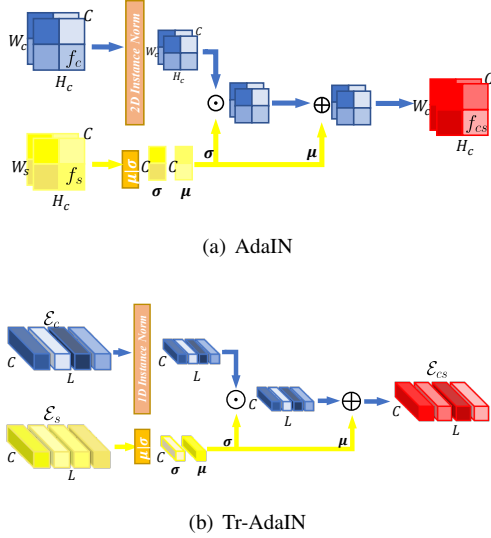 C
W_c
f_c
H_c
2D Instance Norm
C
W_c
H_c
C
W_s
f_s
H_c
μ σ
C
σ
C
μ
⊙
σ
⊕
μ
C
W_c
f_cs
H_c
(a) AdaIN
ℰ_c
C
L
1D Instance Norm
C
L
ℰ_s
C
L
μ σ
C
σ
μ
⊙
σ
C
L
⊕
μ
ℰ_cs
C
L
(b) Tr-AdaIN